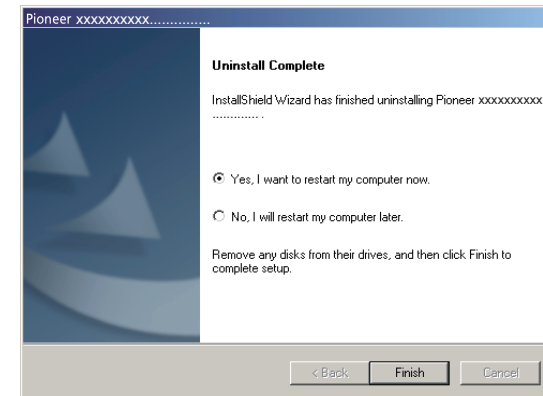 Pioneer xxxxxxxxxx...............
Uninstall Complete
InstallShield Wizard has finished uninstalling Pioneer xxxxxxxxxx
............. .
Yes, I want to restart my computer now.
No, I will restart my computer later.
Remove any disks from their drives, and then click Finish to
complete setup.
< Back
Finish
Cancel